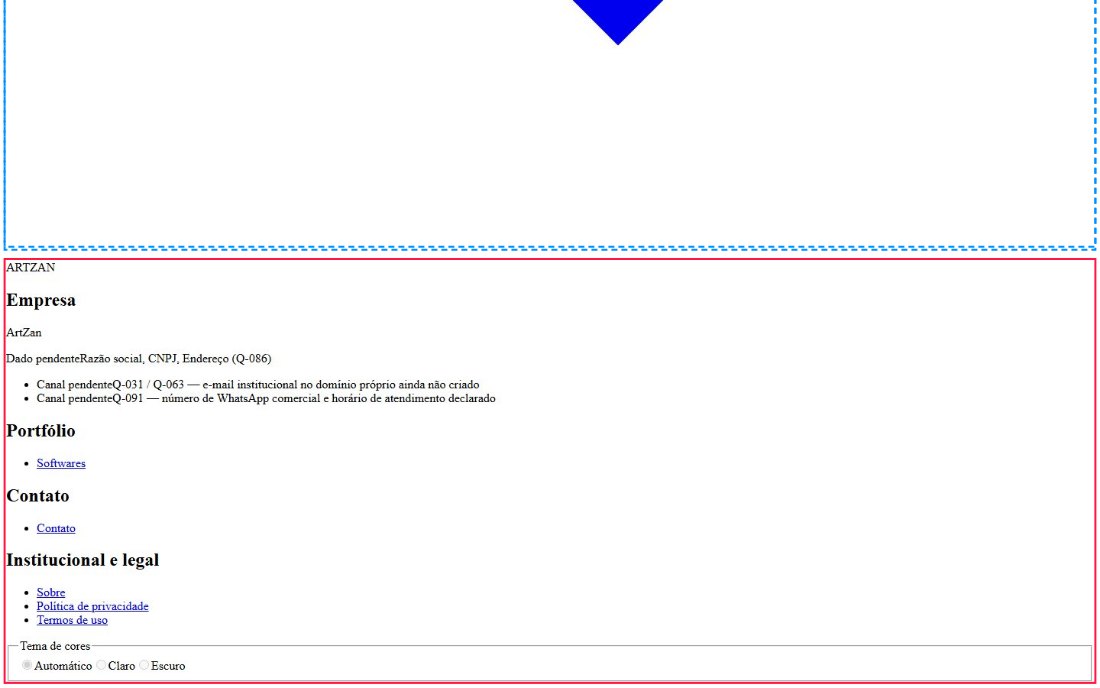 ARTZAN
Empresa
ArtZan
Dado pendenteRazão social, CNPJ, Endereço (Q-086)
Canal pendenteQ-031 / Q-063 — e-mail institucional no domínio próprio ainda não criado
Canal pendenteQ-091 — número de WhatsApp comercial e horário de atendimento declarado
Portfólio
Softwares
Contato
Contato
Institucional e legal
Sobre
Política de privacidade
Termos de uso
Tema de cores
Automático Claro Escuro